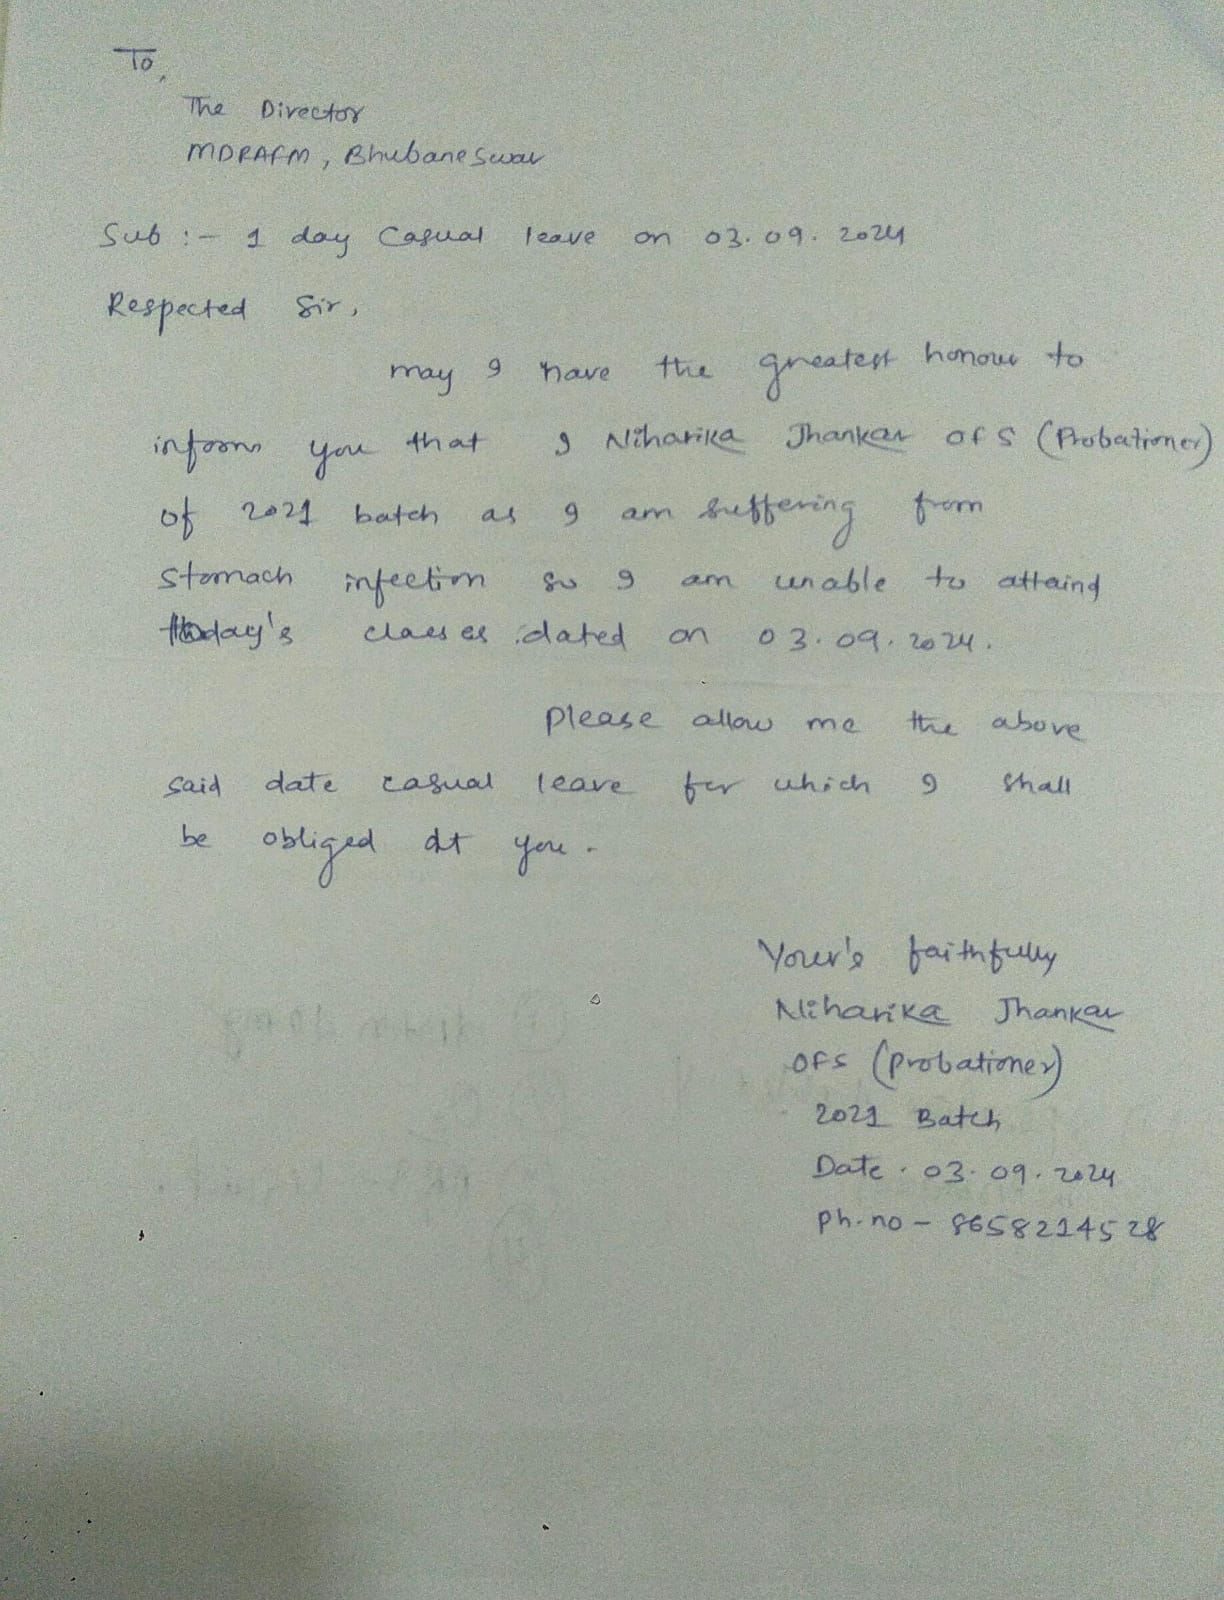 To,
The Director
MDRAFM, Bhubaneswar
Sub :- 1 day Casual leave on 03.09.2024
Respected Sir,
may I have the greatest honour to
inform you that I Niharika Jhankar OFS (Probationer)
of 2021 batch as I am suffering from
Stomach infection so I am unable to attaind
today's classes dated on 03.09.2024.
please allow me the above
said date casual leave for which I shall
be obliged at you.
Your's faithfully
Niharika Jhankar
OFS (Probationer)
2021 Batch
Date. 03.09.2024
Ph.no - 8658214528